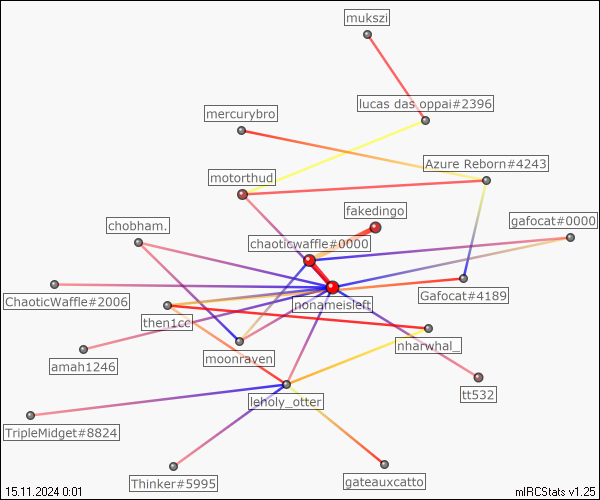 mukszi
lucas das oppai#2396
mercurybro
Azure Reborn#4243
motorthud
fakedingo
chobham.
gafocat#0000
chaoticwaffle#0000
ChaoticWaffle#2006
nonameisleft
Gafocat#4189
then1cc
nharwhal_
moonraven
amah1246
tt532
leholy_otter
TripleMidget#8824
Thinker#5995
gateauxcatto
15.11.2024 0:01
mIRCStats v1.25